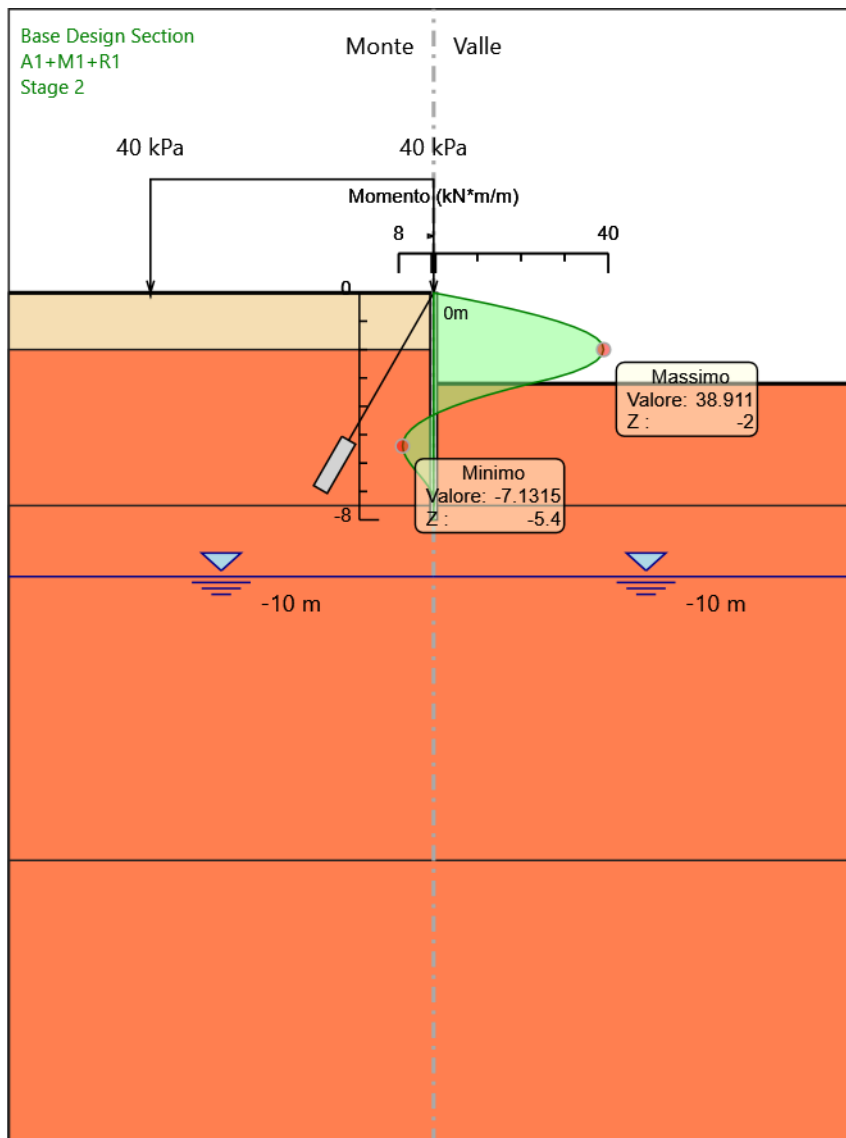 Base Design Section
A1+M1+R1
Stage 2
Monte Valle
40 kPa 40 kPa
Momento (kN*m/m)
8 40
0
0m
Massimo
Valore: 38.911
Z : -2
Minimo
Valore: -7.1315
Z : -5.4
-8
-10 m -10 m